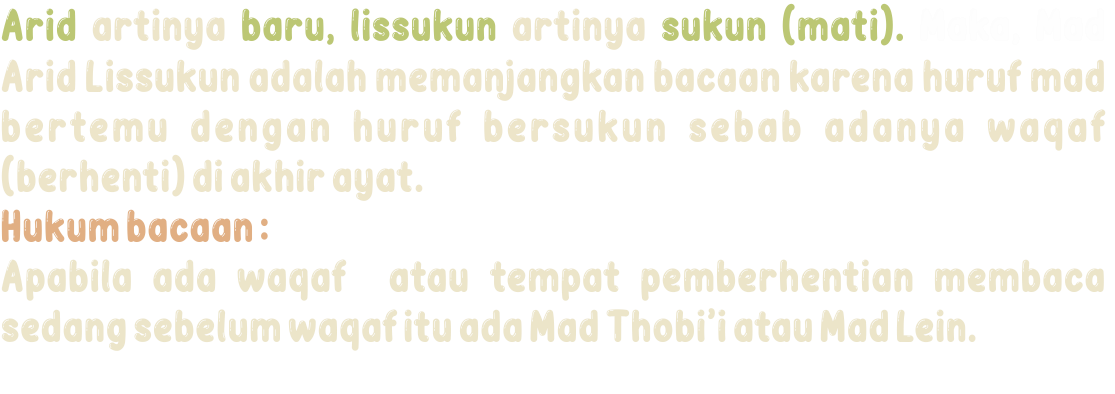 Arid artinya baru, lissukun artinya sukun (mati).
Arid Lissukun adalah memanjangkan bacaan karena huruf mad
bertemu dengan huruf bersukun sebab adanya waqaf
(berhenti) di akhir ayat.
Hukum bacaan :
Apabila ada waqaf atau tempat pemberhentian membaca
sedang sebelum waqaf itu ada Mad Thobi'i atau Mad Lein.